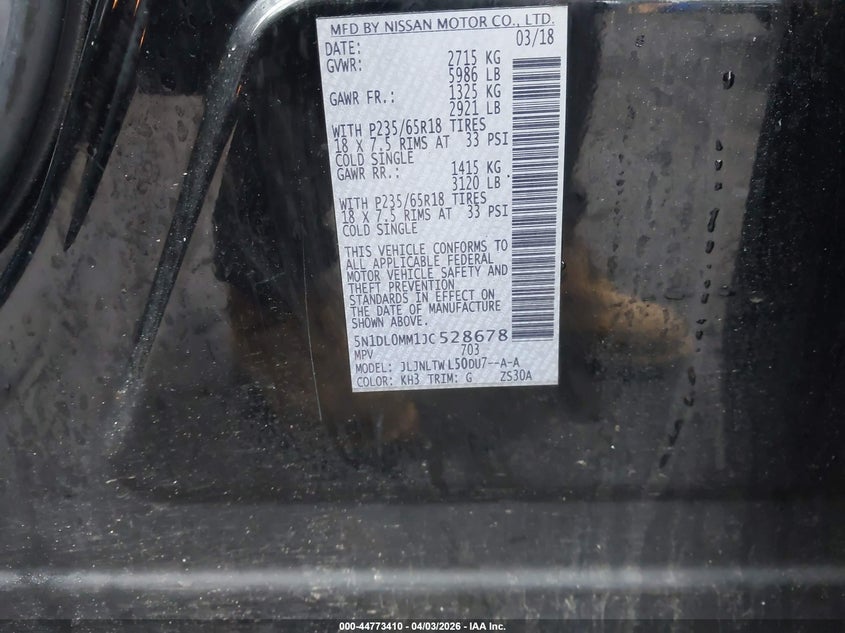 MFD BY NISSAN MOTOR CO., LTD.
DATE: 03/18
GVWR: 2715 KG
5986 LB
GAWR FR.: 1325 KG
2921 LB
WITH P235/65R18 TIRES
18 X 7.5 RIMS AT 33 PSI
COLD SINGLE
GAWR RR.: 1415 KG
3120 LB
WITH P235/65R18 TIRES
18 X 7.5 RIMS AT 33 PSI
COLD SINGLE
THIS VEHICLE CONFORMS TO
ALL APPLICABLE FEDERAL
MOTOR VEHICLE SAFETY AND
THEFT PREVENTION
STANDARDS IN EFFECT ON
THE DATE OF MANUFACTURE
SHOWN ABOVE.
5N1DL0MM1JC528678
MPV 703
MODEL: JLJNLTWL50DU7--A-A
COLOR: KH3 TRIM: G ZS30A
000-44773410 - 04/03/2026 - IAA Inc.